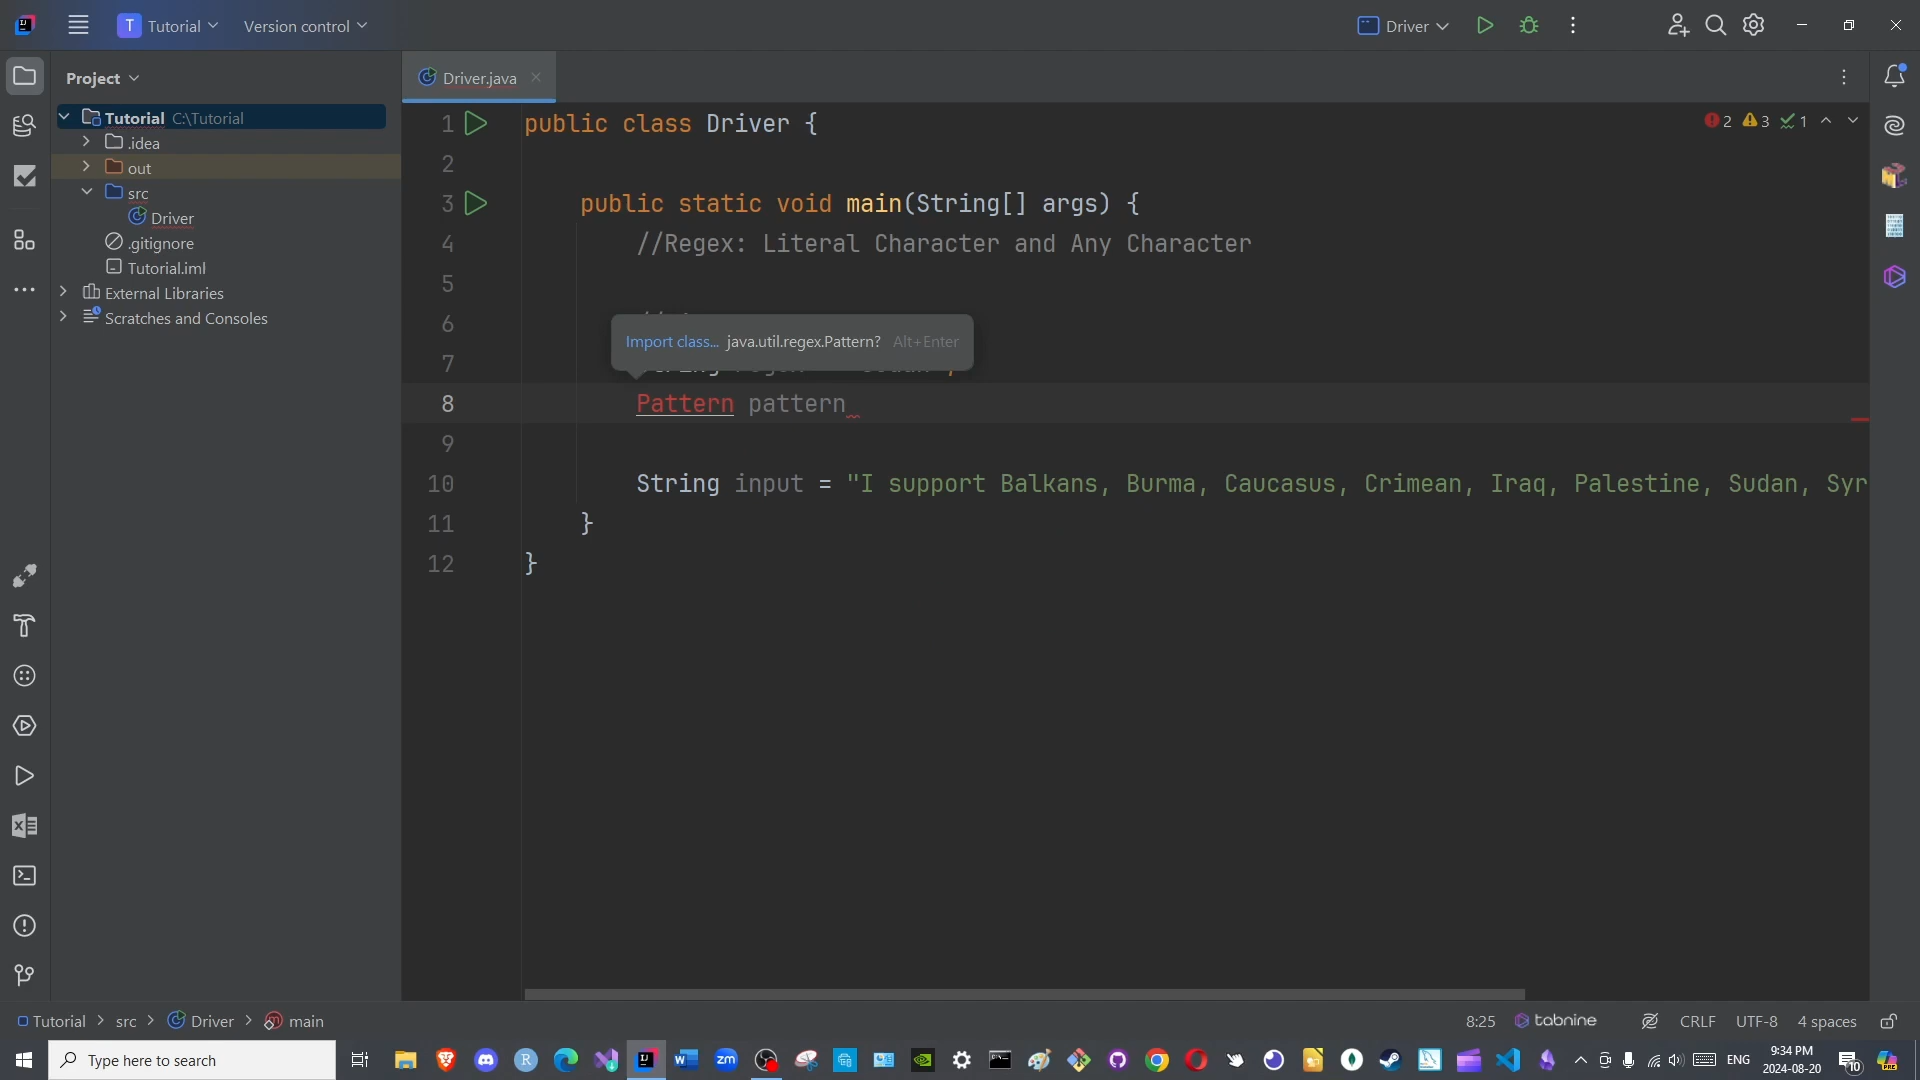 T Tutorial Version control Driver
Project
Driver.java
Tutorial C:\Tutorial
.idea
out
src
Driver
.gitignore
Tutorial.iml
External Libraries
Scratches and Consoles
2 3 1
1 public class Driver {
2
3 public static void main(String[] args) {
4 //Regex: Literal Character and Any Character
5
6
Import class... java.util.regex.Pattern? Alt+Enter
7
8 Pattern pattern
9
10 String input = "I support Balkans, Burma, Caucasus, Crimean, Iraq, Palestine, Sudan, Syr
11 }
12 }
Tutorial > src > Driver > main
8:25 tabnine CRLF UTF-8 4 spaces
Type here to search
ENG
9:34 PM
2024-08-20
10